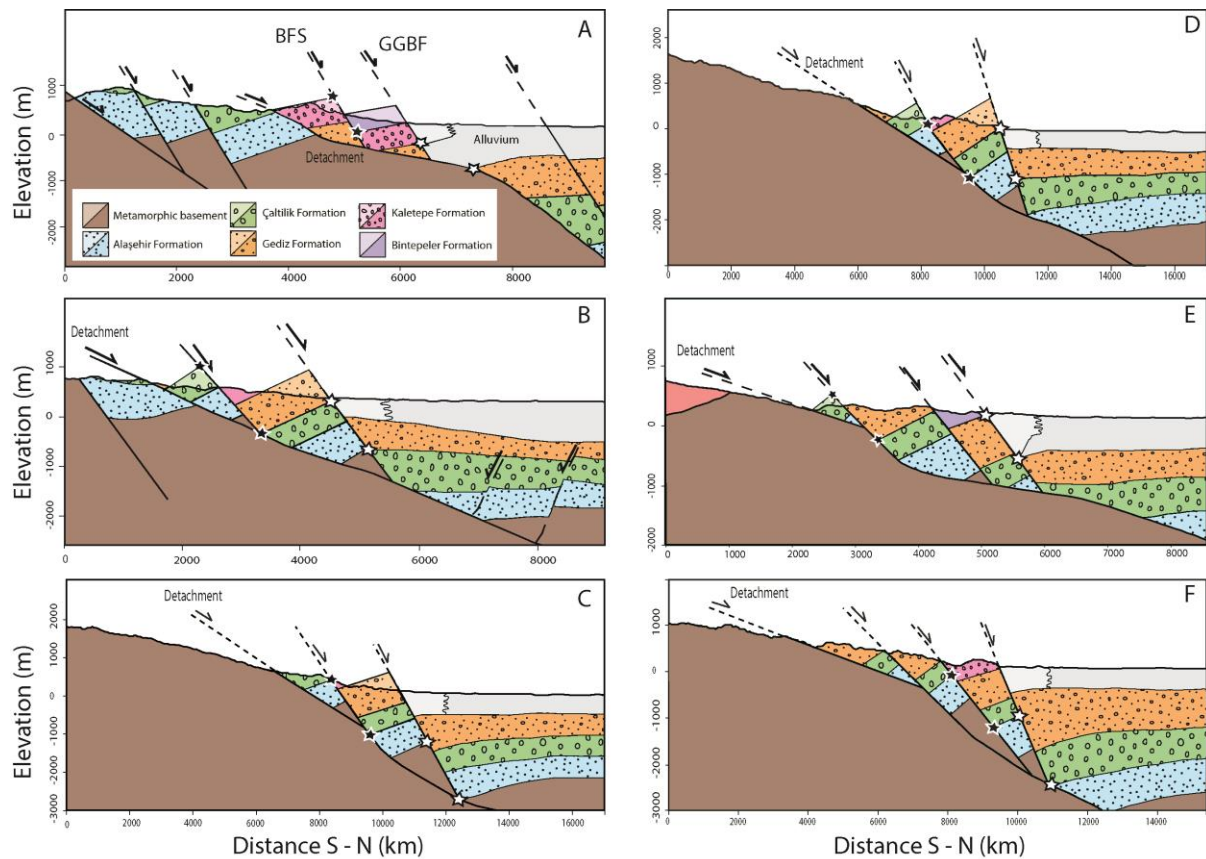 A
BFS
GGBF
Elevation (m)
1000
0
-1000
-2000
Detachment
Alluvium
Metamorphic basement
Çaltilik Formation
Kaletepe Formation
Alaşehir Formation
Gediz Formation
Bintepeler Formation
0
2000
4000
6000
8000
B
Detachment
1000
0
-1000
-2000
0
2000
4000
6000
8000
C
Detachment
Elevation (m)
2000
1000
0
-1000
-2000
-3000
0
2000
4000
6000
8000
10000
12000
16000
Distance S - N (km)
D
Detachment
Elevation (m)
2000
1000
0
-1000
-2000
0
2000
4000
6000
8000
10000
12000
14000
16000
E
Detachment
1000
0
-1000
-2000
0
1000
2000
3000
4000
5000
6000
7000
8000
F
Detachment
Elevation (m)
1000
0
-1000
-2000
-3000
0
2000
4000
6000
8000
10000
12000
14000
Distance S - N (km)